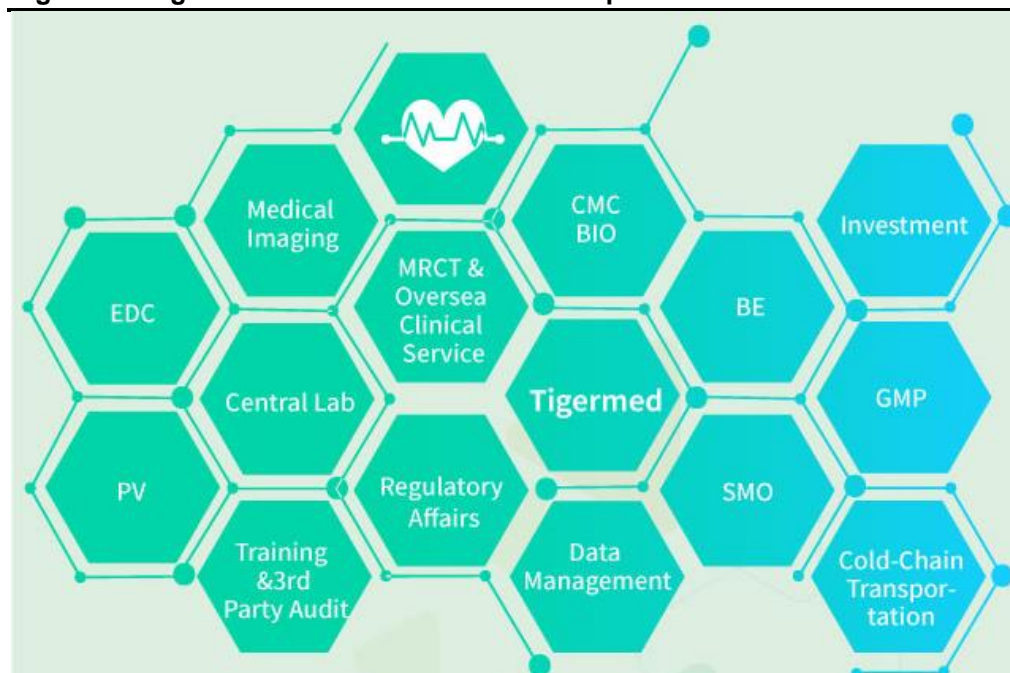 Medical
Imaging
CMC
BIO
Investment
EDC
MRCT &
Oversea
Clinical
Service
BE
Central Lab
Tigermed
GMP
PV
Regulatory
Affairs
SMO
Training
&3rd
Party Audit
Data
Management
Cold-Chain
Transpor-
tation